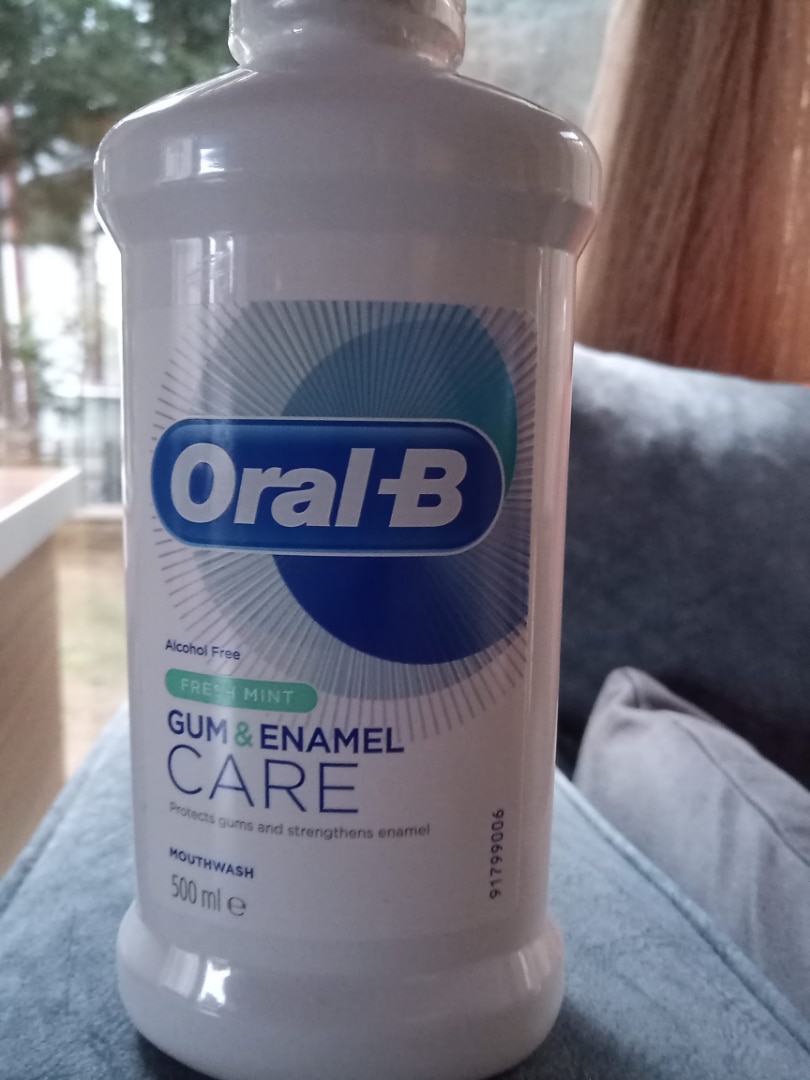 Oral-B
Alcohol Free
FRESH MINT
GUM & ENAMEL
CARE
Protects gums and strengthens enamel
MOUTHWASH
500 ml ℮
91799006